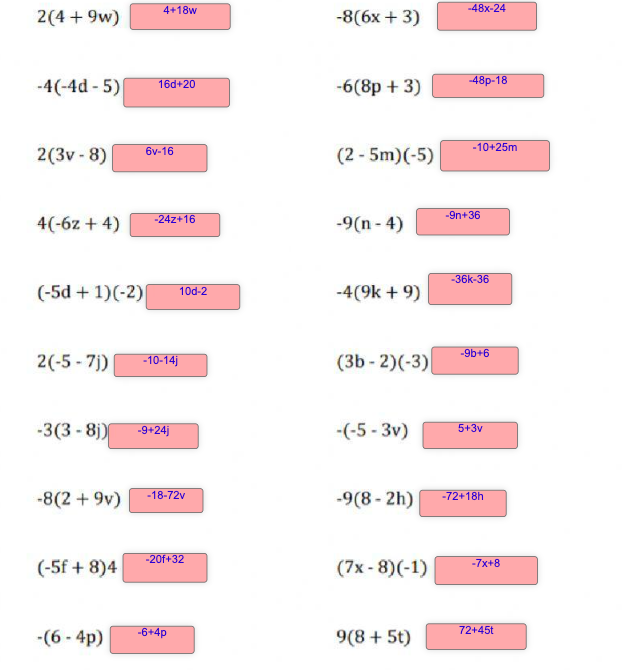 2(4 + 9w) 4+18w -8(6x + 3) -48x-24
-4(-4d - 5) 16d+20 -6(8p + 3) -48p-18
2(3v - 8) 6v-16 (2 - 5m)(-5) -10+25m
4(-6z + 4) -24z+16 -9(n - 4) -9n+36
(-5d + 1)(-2) 10d-2 -4(9k + 9) -36k-36
2(-5 - 7j) -10-14j (3b - 2)(-3) -9b+6
-3(3 - 8j) -9+24j -(-5 - 3v) 5+3v
-8(2 + 9v) -18-72v -9(8 - 2h) -72+18h
(-5f + 8)4 -20f+32 (7x - 8)(-1) -7x+8
-(6 - 4p) -6+4p 9(8 + 5t) 72+45t